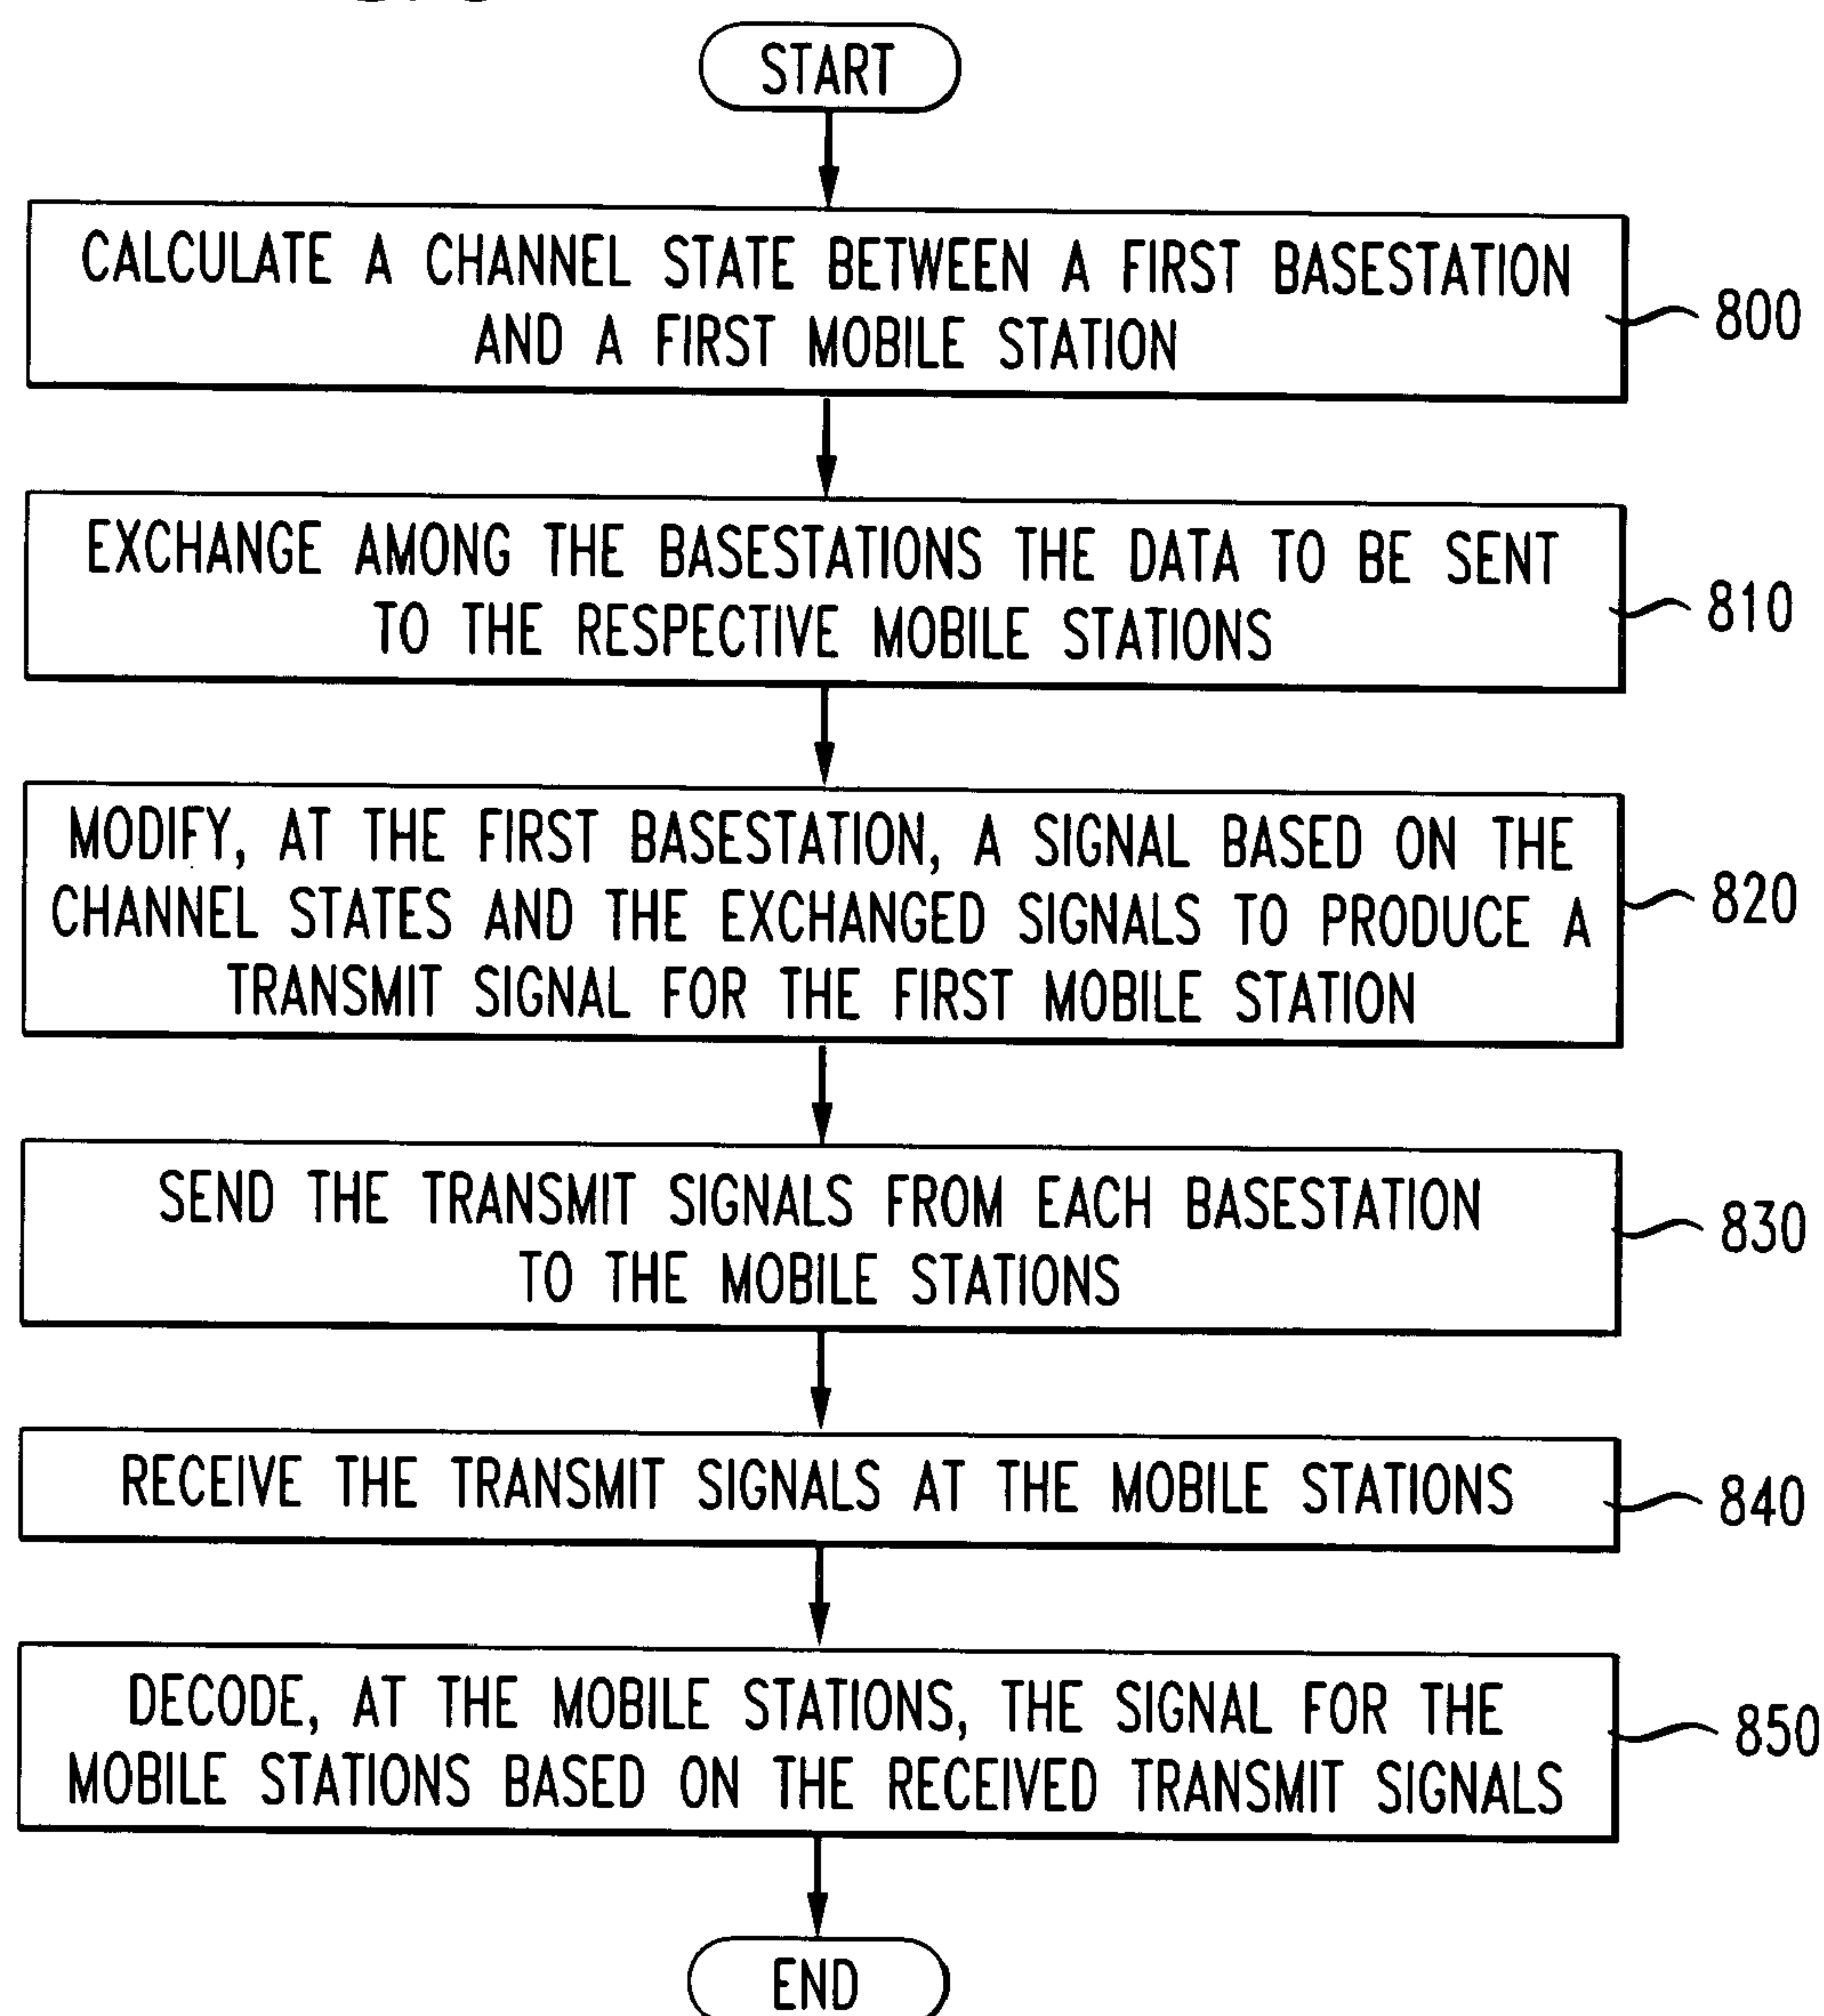 START
CALCULATE A CHANNEL STATE BETWEEN A FIRST BASESTATION
AND A FIRST MOBILE STATION
800
EXCHANGE AMONG THE BASESTATIONS THE DATA TO BE SENT
TO THE RESPECTIVE MOBILE STATIONS
810
MODIFY, AT THE FIRST BASESTATION, A SIGNAL BASED ON THE
CHANNEL STATES AND THE EXCHANGED SIGNALS TO PRODUCE A
TRANSMIT SIGNAL FOR THE FIRST MOBILE STATION
820
SEND THE TRANSMIT SIGNALS FROM EACH BASESTATION
TO THE MOBILE STATIONS
830
RECEIVE THE TRANSMIT SIGNALS AT THE MOBILE STATIONS
840
DECODE, AT THE MOBILE STATIONS, THE SIGNAL FOR THE
MOBILE STATIONS BASED ON THE RECEIVED TRANSMIT SIGNALS
850
END